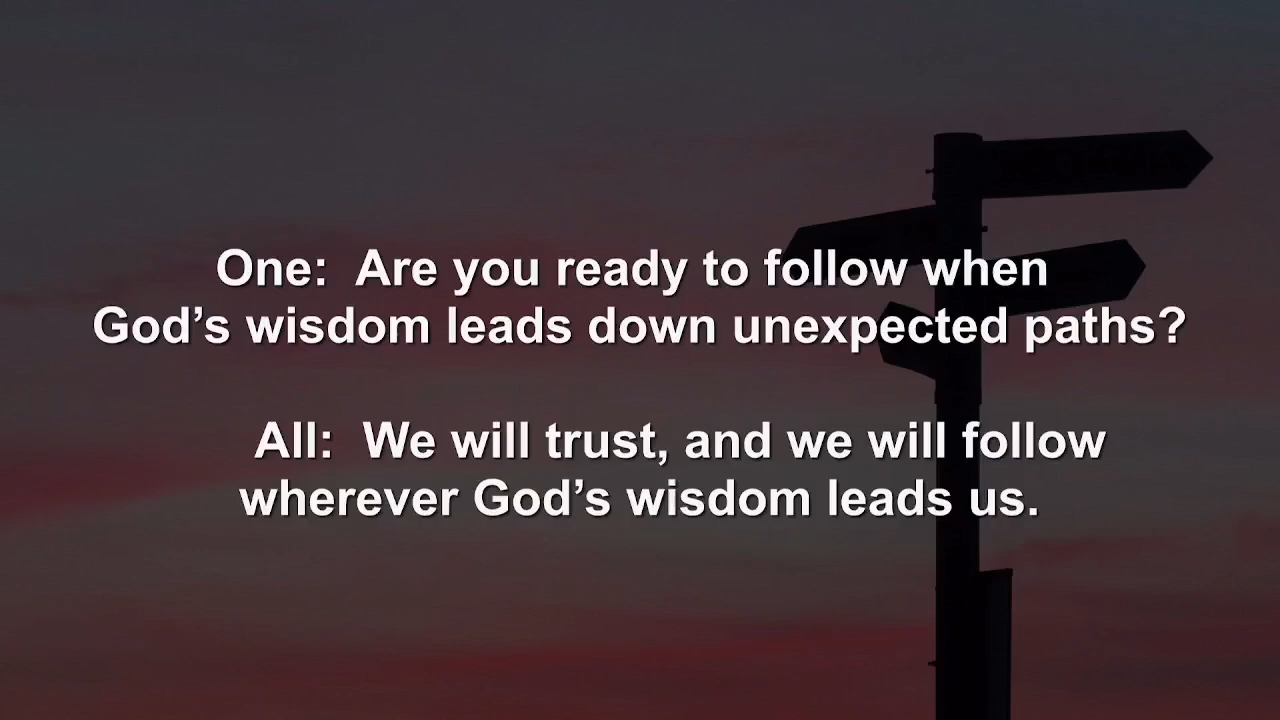 One:  Are you ready to follow when
God’s wisdom leads down unexpected paths?
All:  We will trust, and we will follow
wherever God’s wisdom leads us.